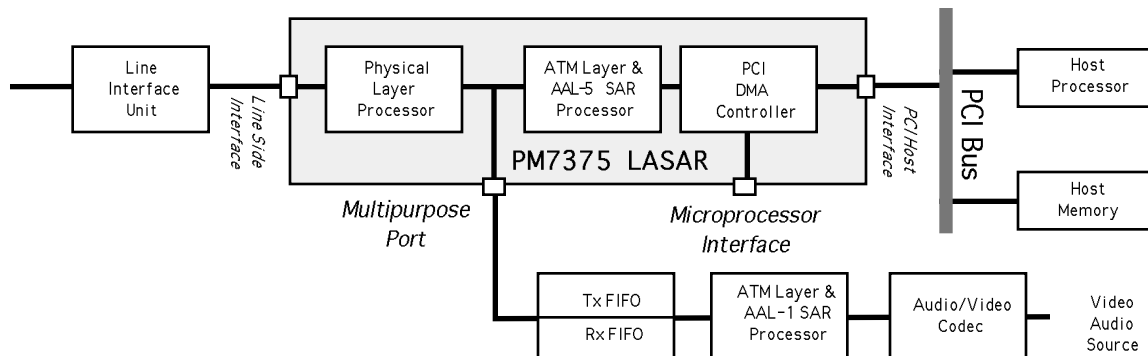 Line
Interface
Unit
Line Side
Interface
Physical
Layer
Processor
ATM Layer &
AAL-5 SAR
Processor
PCI
DMA
Controller
PM7375 LASAR
PCI Host
Interface
PCI Bus
Host
Processor
Host
Memory
Multipurpose
Port
Microprocessor
Interface
Tx FIFO
Rx FIFO
ATM Layer &
AAL-1 SAR
Processor
Audio/Video
Codec
Video
Audio
Source